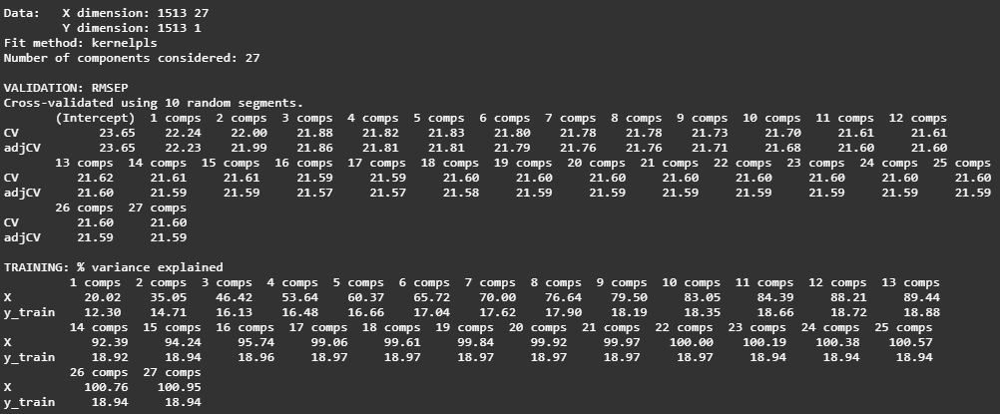 Data:   X dimension: 1513 27
        Y dimension: 1513 1
Fit method: kernelpls
Number of components considered: 27

VALIDATION: RMSEP
Cross-validated using 10 random segments.
       (Intercept)  1 comps  2 comps  3 comps  4 comps  5 comps  6 comps  7 comps  8 comps  9 comps  10 comps  11 comps  12 comps
CV           23.65    22.24    22.00    21.88    21.82    21.83    21.80    21.78    21.78    21.73     21.70     21.61     21.61
adjCV        23.65    22.23    21.99    21.86    21.81    21.81    21.79    21.76    21.76    21.71     21.68     21.60     21.60
       13 comps  14 comps  15 comps  16 comps  17 comps  18 comps  19 comps  20 comps  21 comps  22 comps  23 comps  24 comps  25 comps
CV        21.62     21.61     21.61     21.59     21.59     21.60     21.60     21.60     21.60     21.60     21.60     21.60     21.60
adjCV     21.60     21.59     21.59     21.57     21.57     21.58     21.59     21.59     21.59     21.59     21.59     21.59     21.59
       26 comps  27 comps
CV        21.60     21.60
adjCV     21.59     21.59

TRAINING: % variance explained
         1 comps  2 comps  3 comps  4 comps  5 comps  6 comps  7 comps  8 comps  9 comps  10 comps  11 comps  12 comps  13 comps
X          20.02    35.05    46.42    53.64    60.37    65.72    70.00    76.64    79.50     83.05     84.39     88.21     89.44
y_train    12.30    14.71    16.13    16.48    16.66    17.04    17.62    17.90    18.19     18.35     18.66     18.72     18.88
         14 comps  15 comps  16 comps  17 comps  18 comps  19 comps  20 comps  21 comps  22 comps  23 comps  24 comps  25 comps
X           92.39     94.24     95.74     99.06     99.61     99.84     99.92     99.97    100.00    100.19    100.38    100.57
y_train     18.92     18.94     18.96     18.97     18.97     18.97     18.97     18.97     18.97     18.94     18.94     18.94
         26 comps  27 comps
X          100.76    100.95
y_train     18.94     18.94